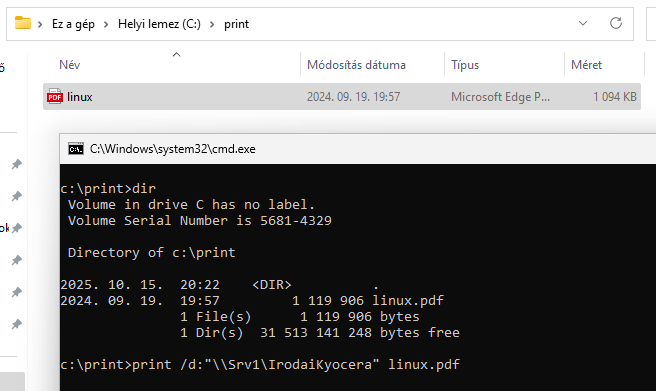 Ez a gép > Helyi lemez (C:) > print
Név Módosítás dátuma Típus Méret
ő
PDF linux 2024. 09. 19. 19:57 Microsoft Edge P... 1 094 KB
C:\Windows\system32\cmd.exe
c:\print>dir
Volume in drive C has no label.
Volume Serial Number is 5681-4329
ok
Directory of c:\print
2025. 10. 15. 20:22 <DIR> .
2024. 09. 19. 19:57 1 119 906 linux.pdf
1 File(s) 1 119 906 bytes
1 Dir(s) 31 513 141 248 bytes free
c:\print>print /d:"\\Srv1\IrodaiKyocera" linux.pdf